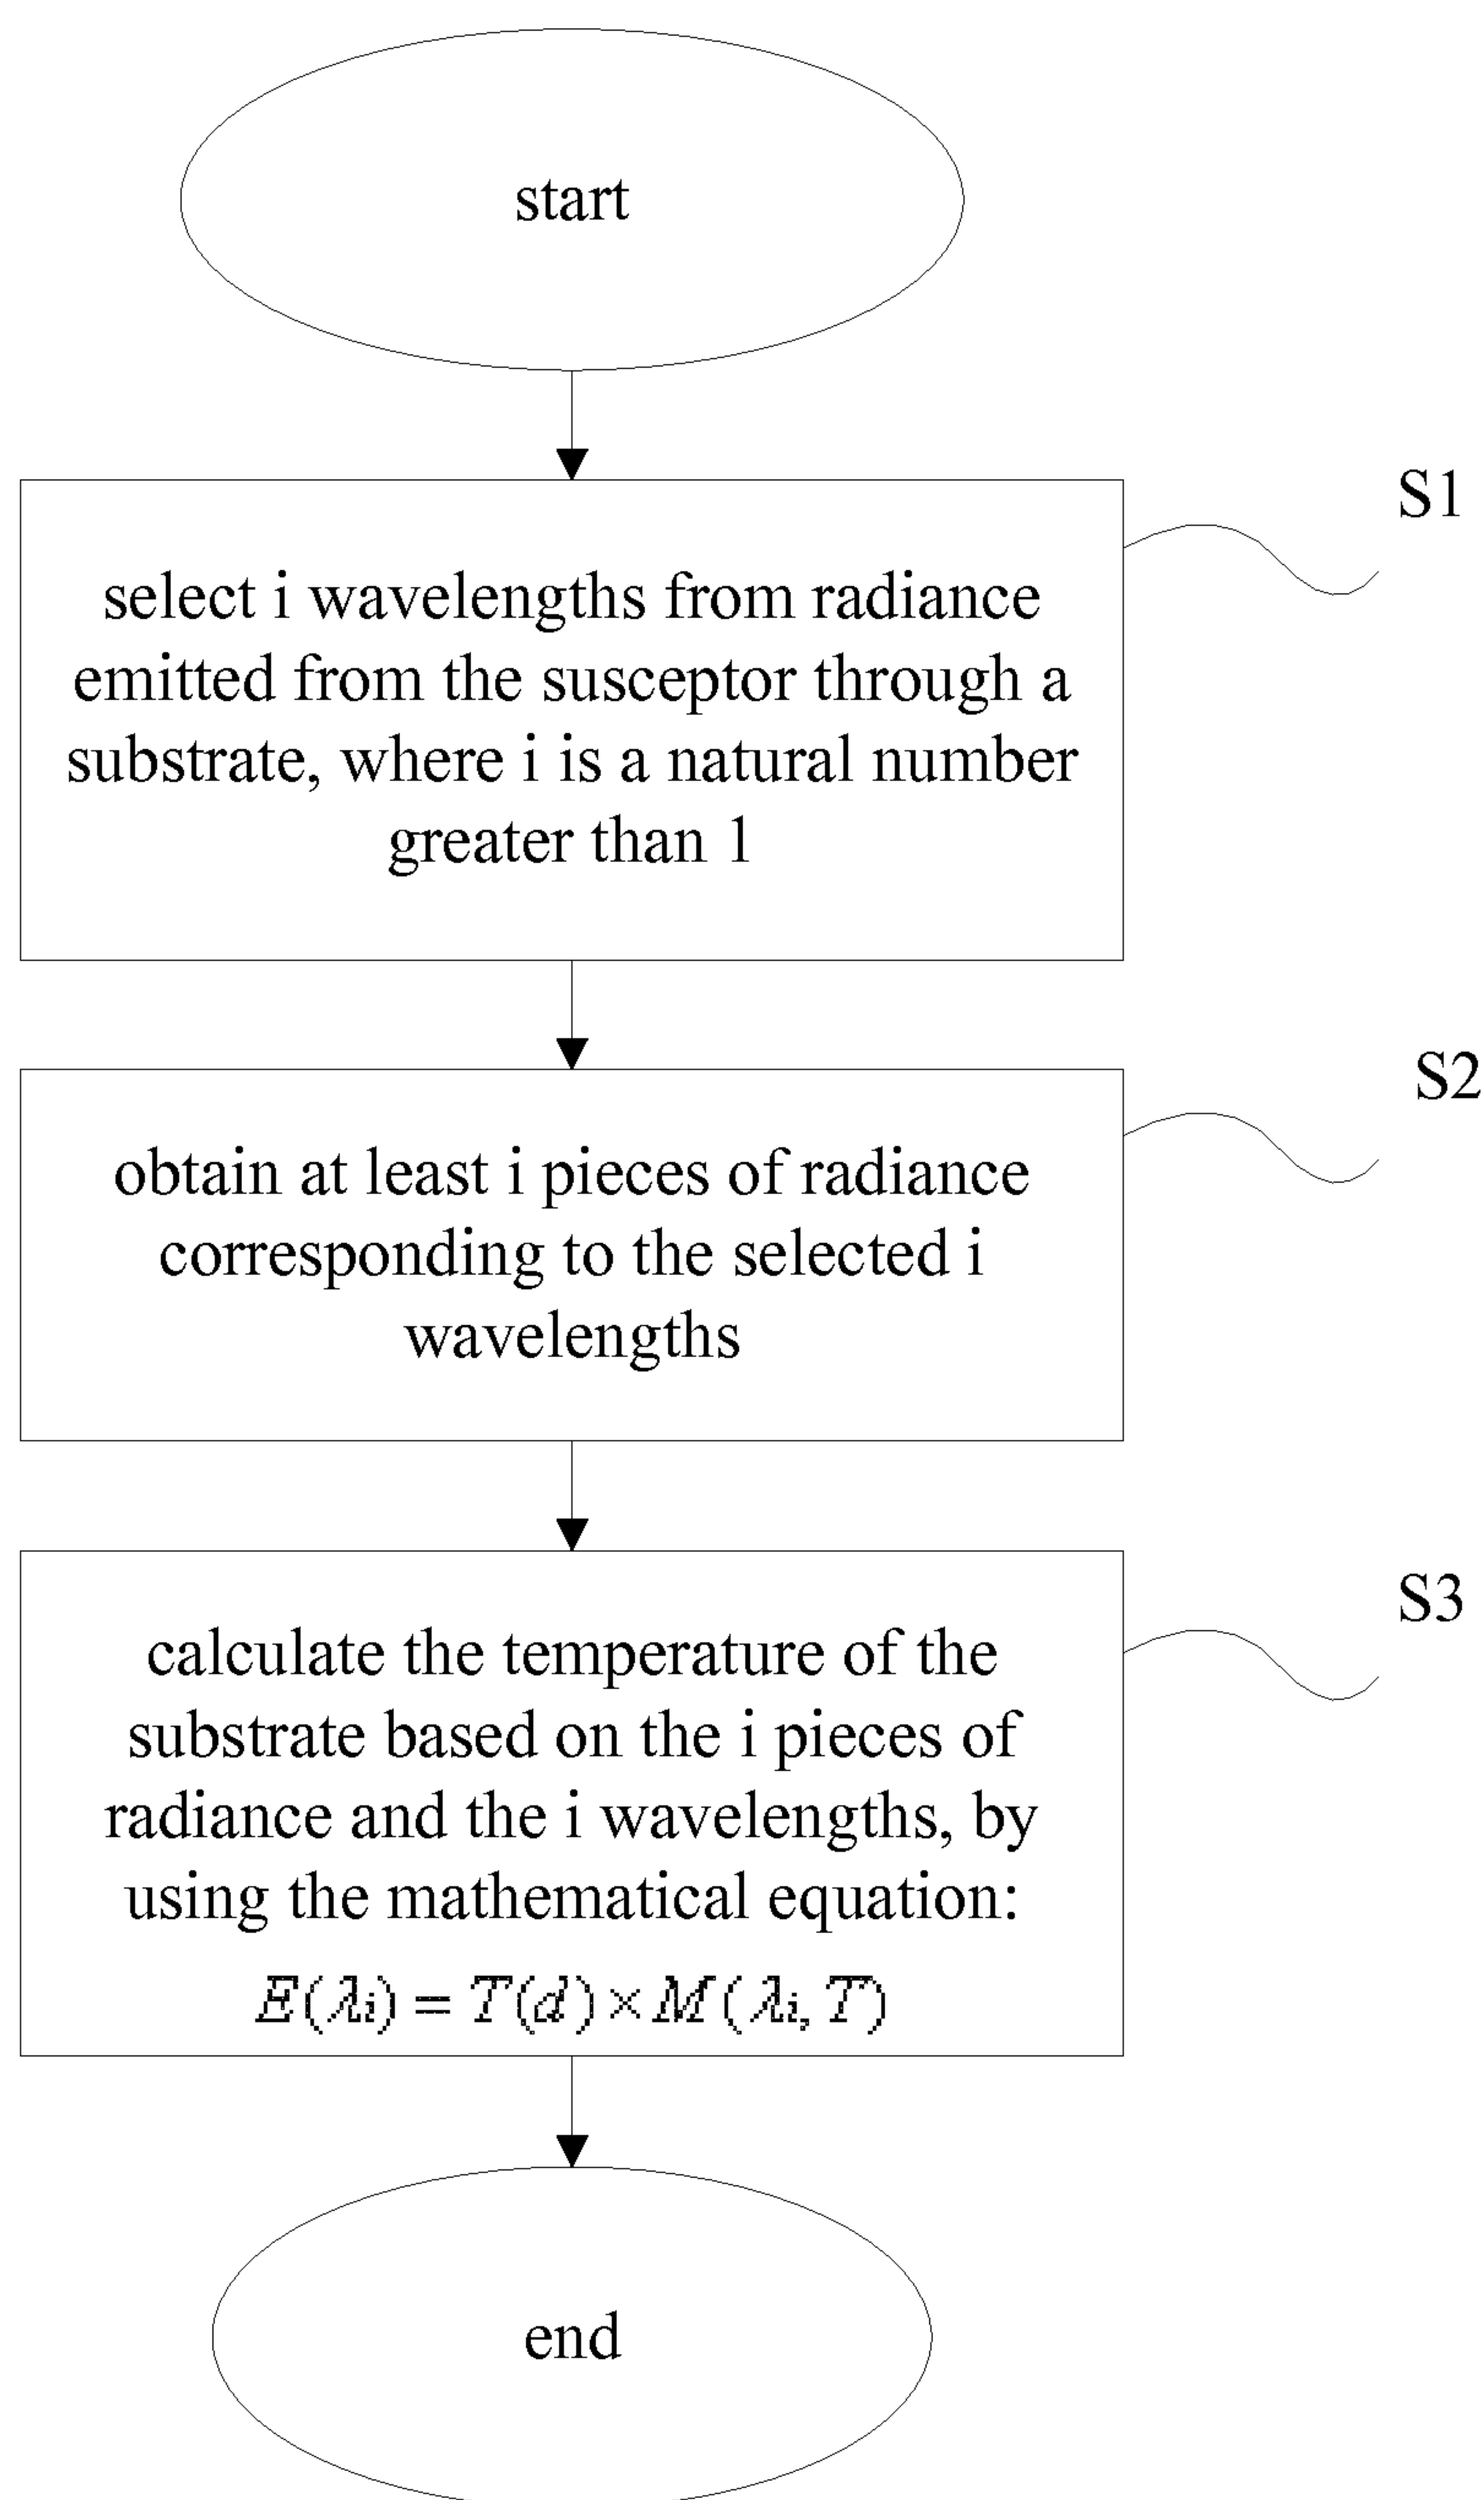 start
S1
select i wavelengths from radiance
emitted from the susceptor through a
substrate, where i is a natural number
greater than 1
S2
obtain at least i pieces of radiance
corresponding to the selected i
wavelengths
S3
calculate the temperature of the
substrate based on the i pieces of
radiance and the i wavelengths, by
using the mathematical equation:
E(λi) = T(d)×M(λi, T)
end